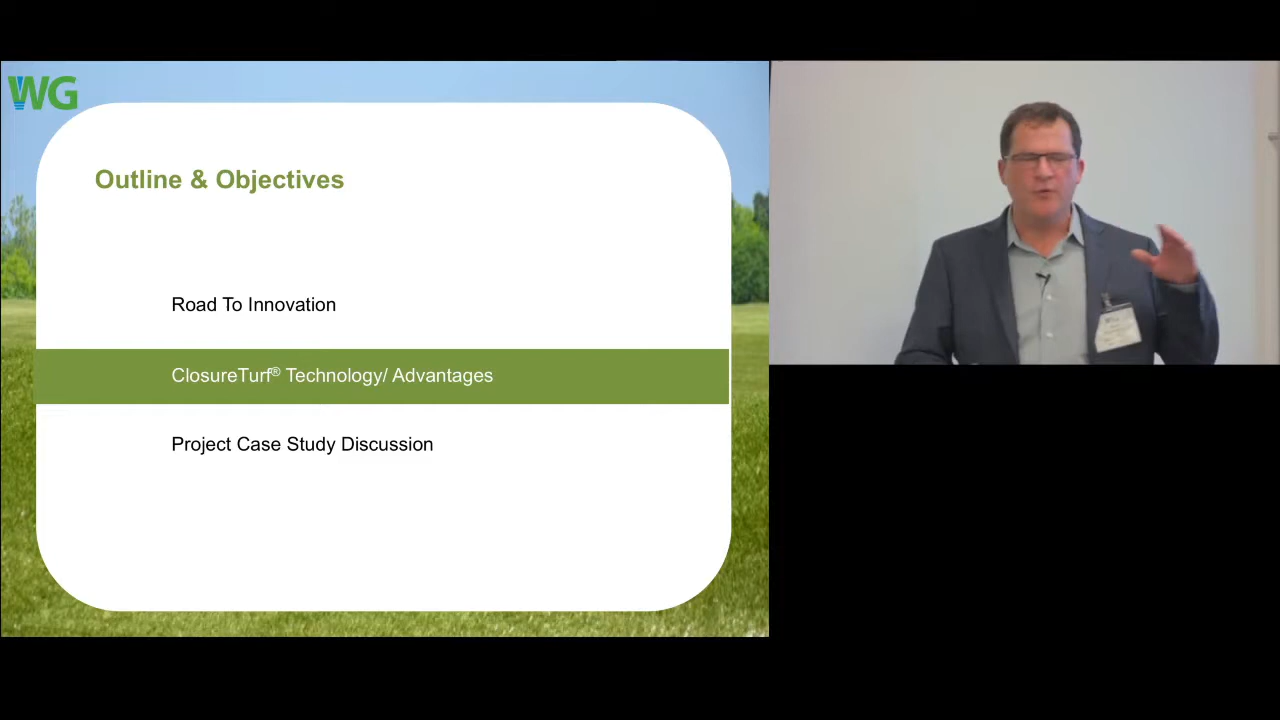 WG
Outline & Objectives
Road To Innovation
ClosureTurf® Technology/ Advantages
Project Case Study Discussion